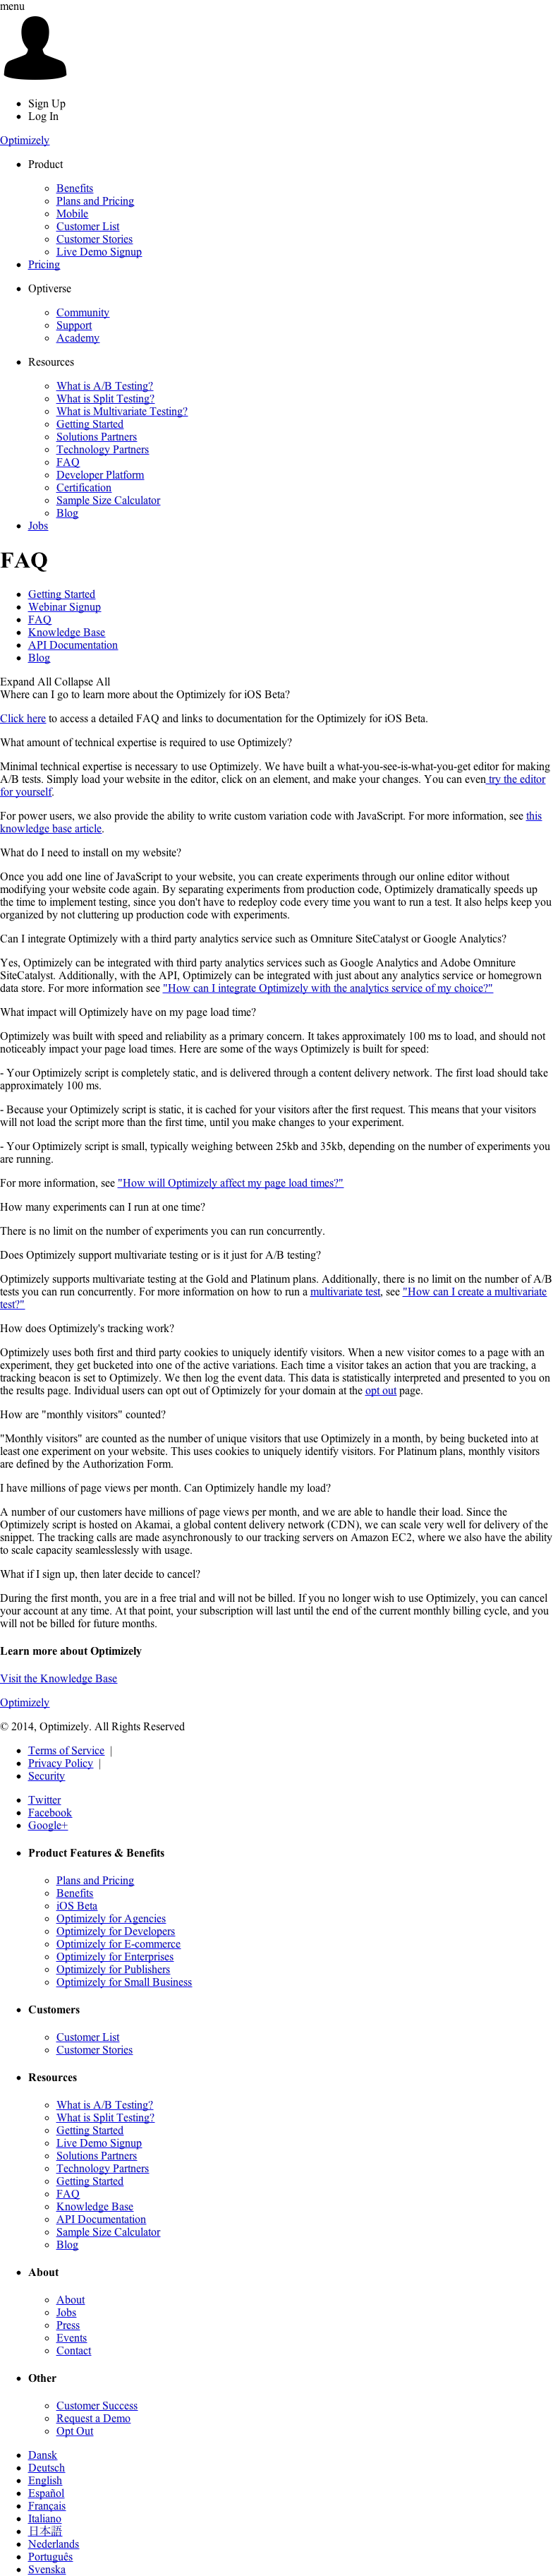 menu
Sign Up
Log In
Optimizely
Product
Benefits
Plans and Pricing
Mobile
Customer List
Customer Stories
Live Demo Signup
Pricing
Optiverse
Community
Support
Academy
Resources
What is A/B Testing?
What is Split Testing?
What is Multivariate Testing?
Getting Started
Solutions Partners
Technology Partners
FAQ
Developer Platform
Certification
Sample Size Calculator
Blog
Jobs
FAQ
Getting Started
Webinar Signup
FAQ
Knowledge Base
API Documentation
Blog
Expand All Collapse All
Where can I go to learn more about the Optimizely for iOS Beta?
Click here to access a detailed FAQ and links to documentation for the Optimizely for iOS Beta.
What amount of technical expertise is required to use Optimizely?
Minimal technical expertise is necessary to use Optimizely. We have built a what-you-see-is-what-you-get editor for making
A/B tests. Simply load your website in the editor, click on an element, and make your changes. You can even try the editor
for yourself.
For power users, we also provide the ability to write custom variation code with JavaScript. For more information, see this
knowledge base article.
What do I need to install on my website?
Once you add one line of JavaScript to your website, you can create experiments through our online editor without
modifying your website code again. By separating experiments from production code, Optimizely dramatically speeds up
the time to implement testing, since you don't have to redeploy code every time you want to run a test. It also helps keep you
organized by not cluttering up production code with experiments.
Can I integrate Optimizely with a third party analytics service such as Omniture SiteCatalyst or Google Analytics?
Yes, Optimizely can be integrated with third party analytics services such as Google Analytics and Adobe Omniture
SiteCatalyst. Additionally, with the API, Optimizely can be integrated with just about any analytics service or homegrown
data store. For more information see "How can I integrate Optimizely with the analytics service of my choice?"
What impact will Optimizely have on my page load time?
Optimizely was built with speed and reliability as a primary concern. It takes approximately 100 ms to load, and should not
noticeably impact your page load times. Here are some of the ways Optimizely is built for speed:
- Your Optimizely script is completely static, and is delivered through a content delivery network. The first load should take
approximately 100 ms.
- Because your Optimizely script is static, it is cached for your visitors after the first request. This means that your visitors
will not load the script more than the first time, until you make changes to your experiment.
- Your Optimizely script is small, typically weighing between 25kb and 35kb, depending on the number of experiments you
are running.
For more information, see "How will Optimizely affect my page load times?"
How many experiments can I run at one time?
There is no limit on the number of experiments you can run concurrently.
Does Optimizely support multivariate testing or is it just for A/B testing?
Optimizely supports multivariate testing at the Gold and Platinum plans. Additionally, there is no limit on the number of A/B
tests you can run concurrently. For more information on how to run a multivariate test, see "How can I create a multivariate
test?"
How does Optimizely's tracking work?
Optimizely uses both first and third party cookies to uniquely identify visitors. When a new visitor comes to a page with an
experiment, they get bucketed into one of the active variations. Each time a visitor takes an action that you are tracking, a
tracking beacon is set to Optimizely. We then log the event data. This data is statistically interpreted and presented to you on
the results page. Individual users can opt out of Optimizely for your domain at the opt out page.
How are "monthly visitors" counted?
"Monthly visitors" are counted as the number of unique visitors that use Optimizely in a month, by being bucketed into at
least one experiment on your website. This uses cookies to uniquely identify visitors. For Platinum plans, monthly visitors
are defined by the Authorization Form.
I have millions of page views per month. Can Optimizely handle my load?
A number of our customers have millions of page views per month, and we are able to handle their load. Since the
Optimizely script is hosted on Akamai, a global content delivery network (CDN), we can scale very well for delivery of the
snippet. The tracking calls are made asynchronously to our tracking servers on Amazon EC2, where we also have the ability
to scale capacity seamlesslessly with usage.
What if I sign up, then later decide to cancel?
During the first month, you are in a free trial and will not be billed. If you no longer wish to use Optimizely, you can cancel
your account at any time. At that point, your subscription will last until the end of the current monthly billing cycle, and you
will not be billed for future months.
Learn more about Optimizely
Visit the Knowledge Base
Optimizely
© 2014, Optimizely. All Rights Reserved
Terms of Service |
Privacy Policy |
Security
Twitter
Facebook
Google+
Product Features & Benefits
Plans and Pricing
Benefits
iOS Beta
Optimizely for Agencies
Optimizely for Developers
Optimizely for E-commerce
Optimizely for Enterprises
Optimizely for Publishers
Optimizely for Small Business
Customers
Customer List
Customer Stories
Resources
What is A/B Testing?
What is Split Testing?
Getting Started
Live Demo Signup
Solutions Partners
Technology Partners
Getting Started
FAQ
Knowledge Base
API Documentation
Sample Size Calculator
Blog
About
About
Jobs
Press
Events
Contact
Other
Customer Success
Request a Demo
Opt Out
Dansk
Deutsch
English
Español
Français
Italiano
日本語
Nederlands
Português
Svenska